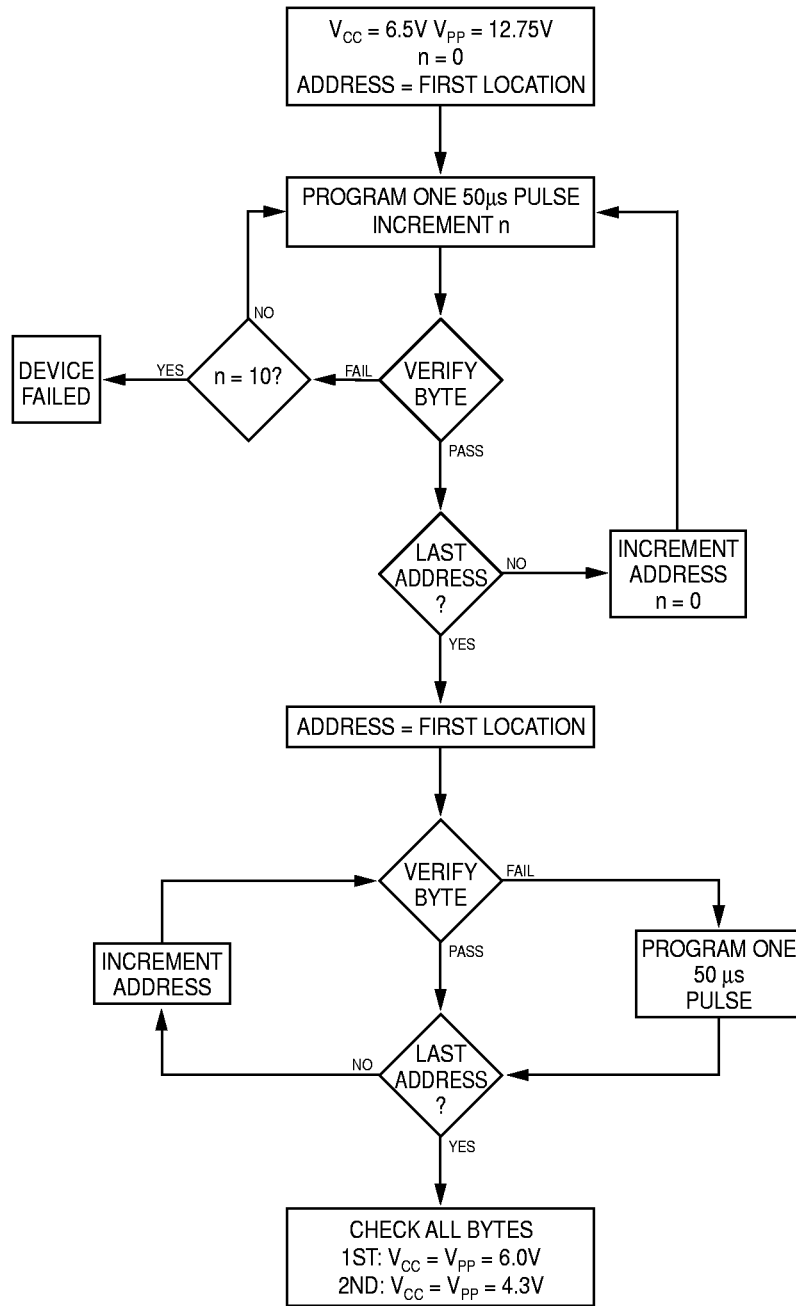 V_CC = 6.5V V_PP = 12.75V
n = 0
ADDRESS = FIRST LOCATION
PROGRAM ONE 50µs PULSE
INCREMENT n
NO
DEVICE
FAILED
YES
n = 10?
FAIL
VERIFY
BYTE
PASS
LAST
ADDRESS
?
NO
INCREMENT
ADDRESS
n = 0
YES
ADDRESS = FIRST LOCATION
VERIFY
BYTE
FAIL
PASS
INCREMENT
ADDRESS
PROGRAM ONE
50 µs
PULSE
NO
LAST
ADDRESS
?
YES
CHECK ALL BYTES
1ST: V_CC = V_PP = 6.0V
2ND: V_CC = V_PP = 4.3V